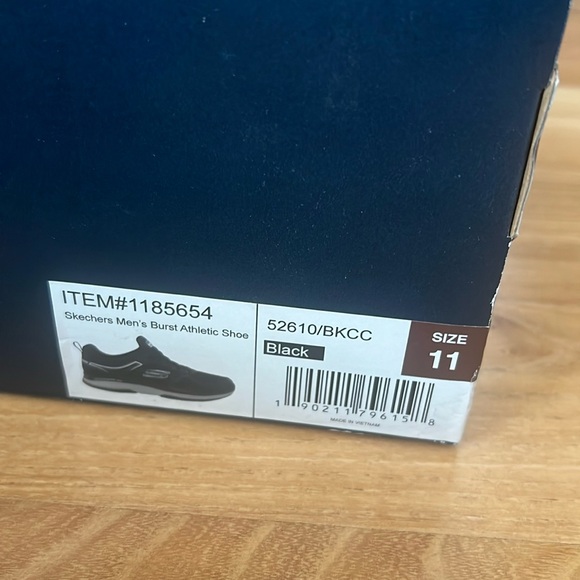 ITEM#1185654
Skechers Men's Burst Athletic Shoe
52610/BKCC
Black
SIZE
11
1 90211 79615 8
MADE IN VIETNAM